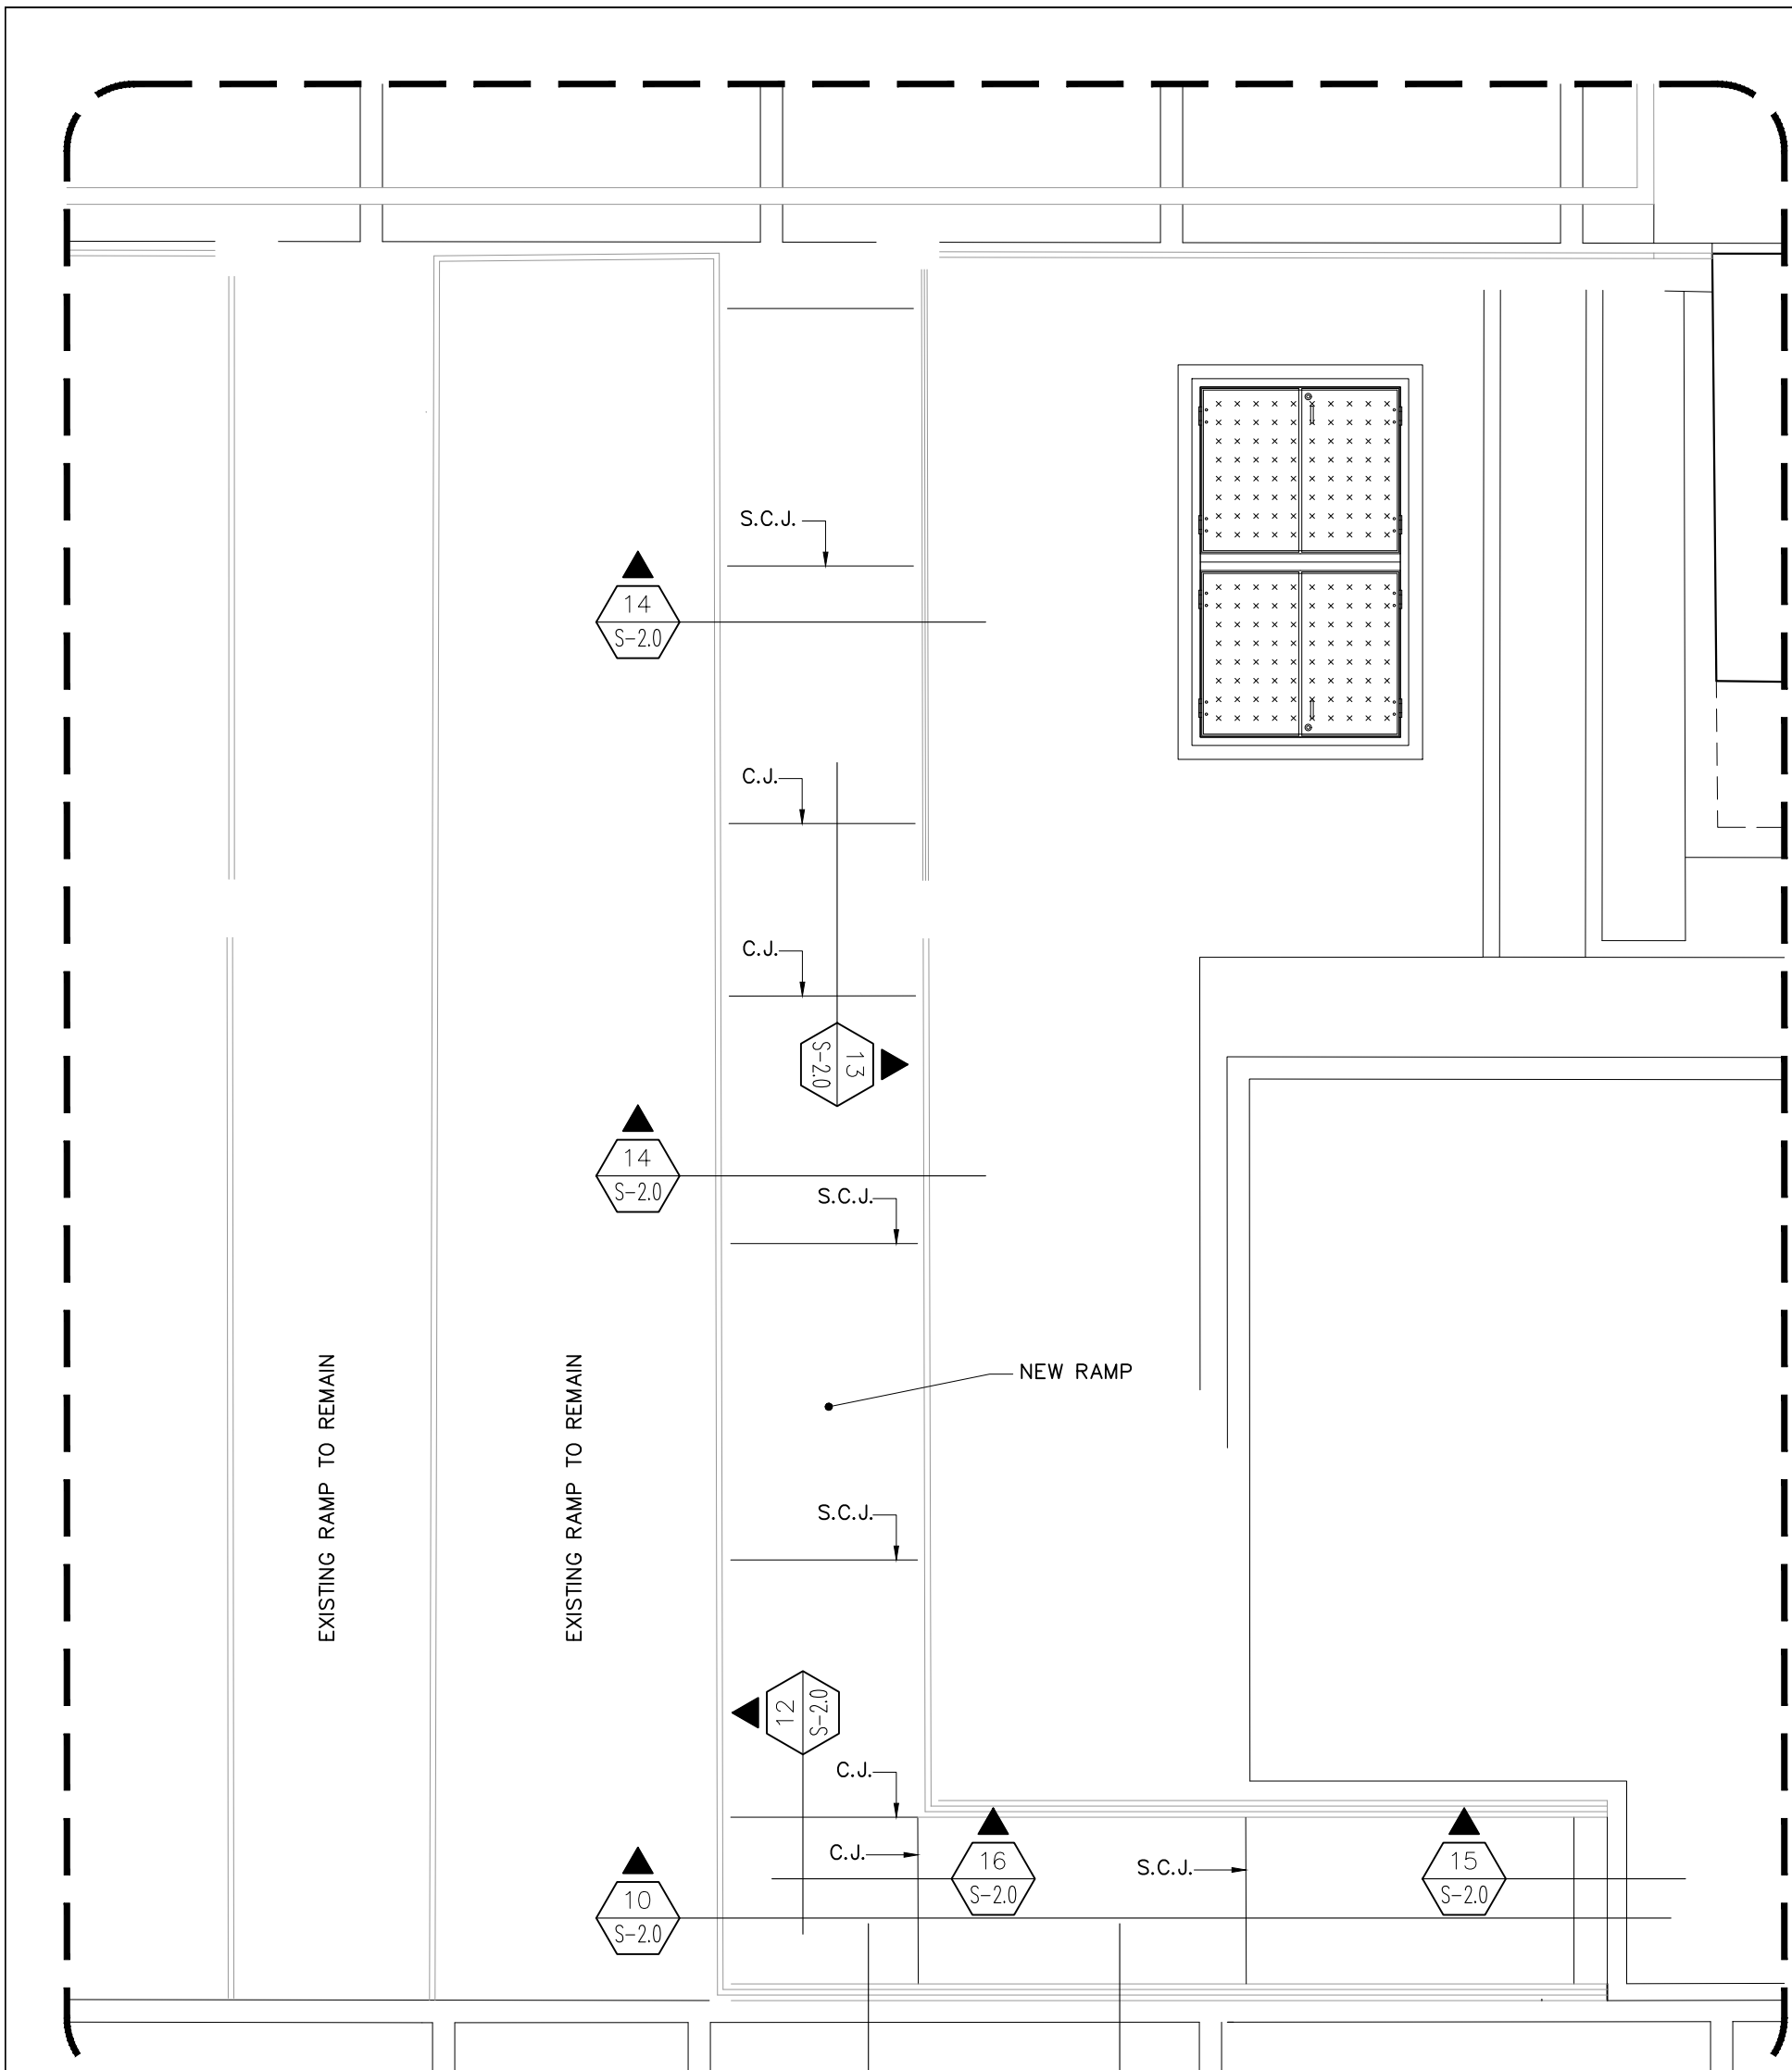 S.C.J.
14
S-2.0
C.J.
C.J.
13
S-2.0
14
S-2.0
S.C.J.
EXISTING RAMP TO REMAIN
EXISTING RAMP TO REMAIN
NEW RAMP
S.C.J.
12
S-2.0
C.J.
C.J.
16
S-2.0
S.C.J.
15
S-2.0
10
S-2.0